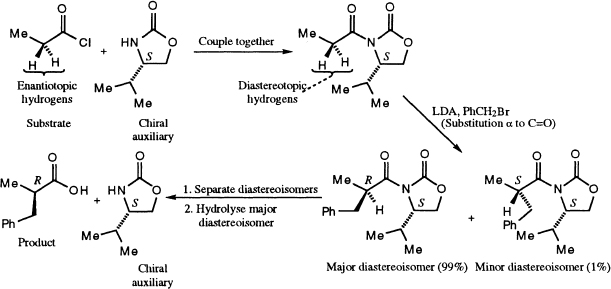 O
Me
Cl
H H
Enantiotopic
hydrogens
Substrate
+
O
HN
O
S
Me
Me
Chiral
auxiliary
Couple together
O
O
Me
N
O
H H
S
Me
Me
Diastereotopic
hydrogens
LDA, PhCH2Br
(Substitution α to C=O)
O
Me
R
OH
Ph
Product
+
O
HN
O
S
Me
Me
Chiral
auxiliary
1. Separate diastereoisomers
2. Hydrolyse major
diastereoisomer
O
O
Me
R
N
O
Ph
H
S
Me
Me
Major diastereoisomer (99%)
+
O
O
Me
S
N
O
H
Ph
S
Me
Me
Minor diastereoisomer (1%)